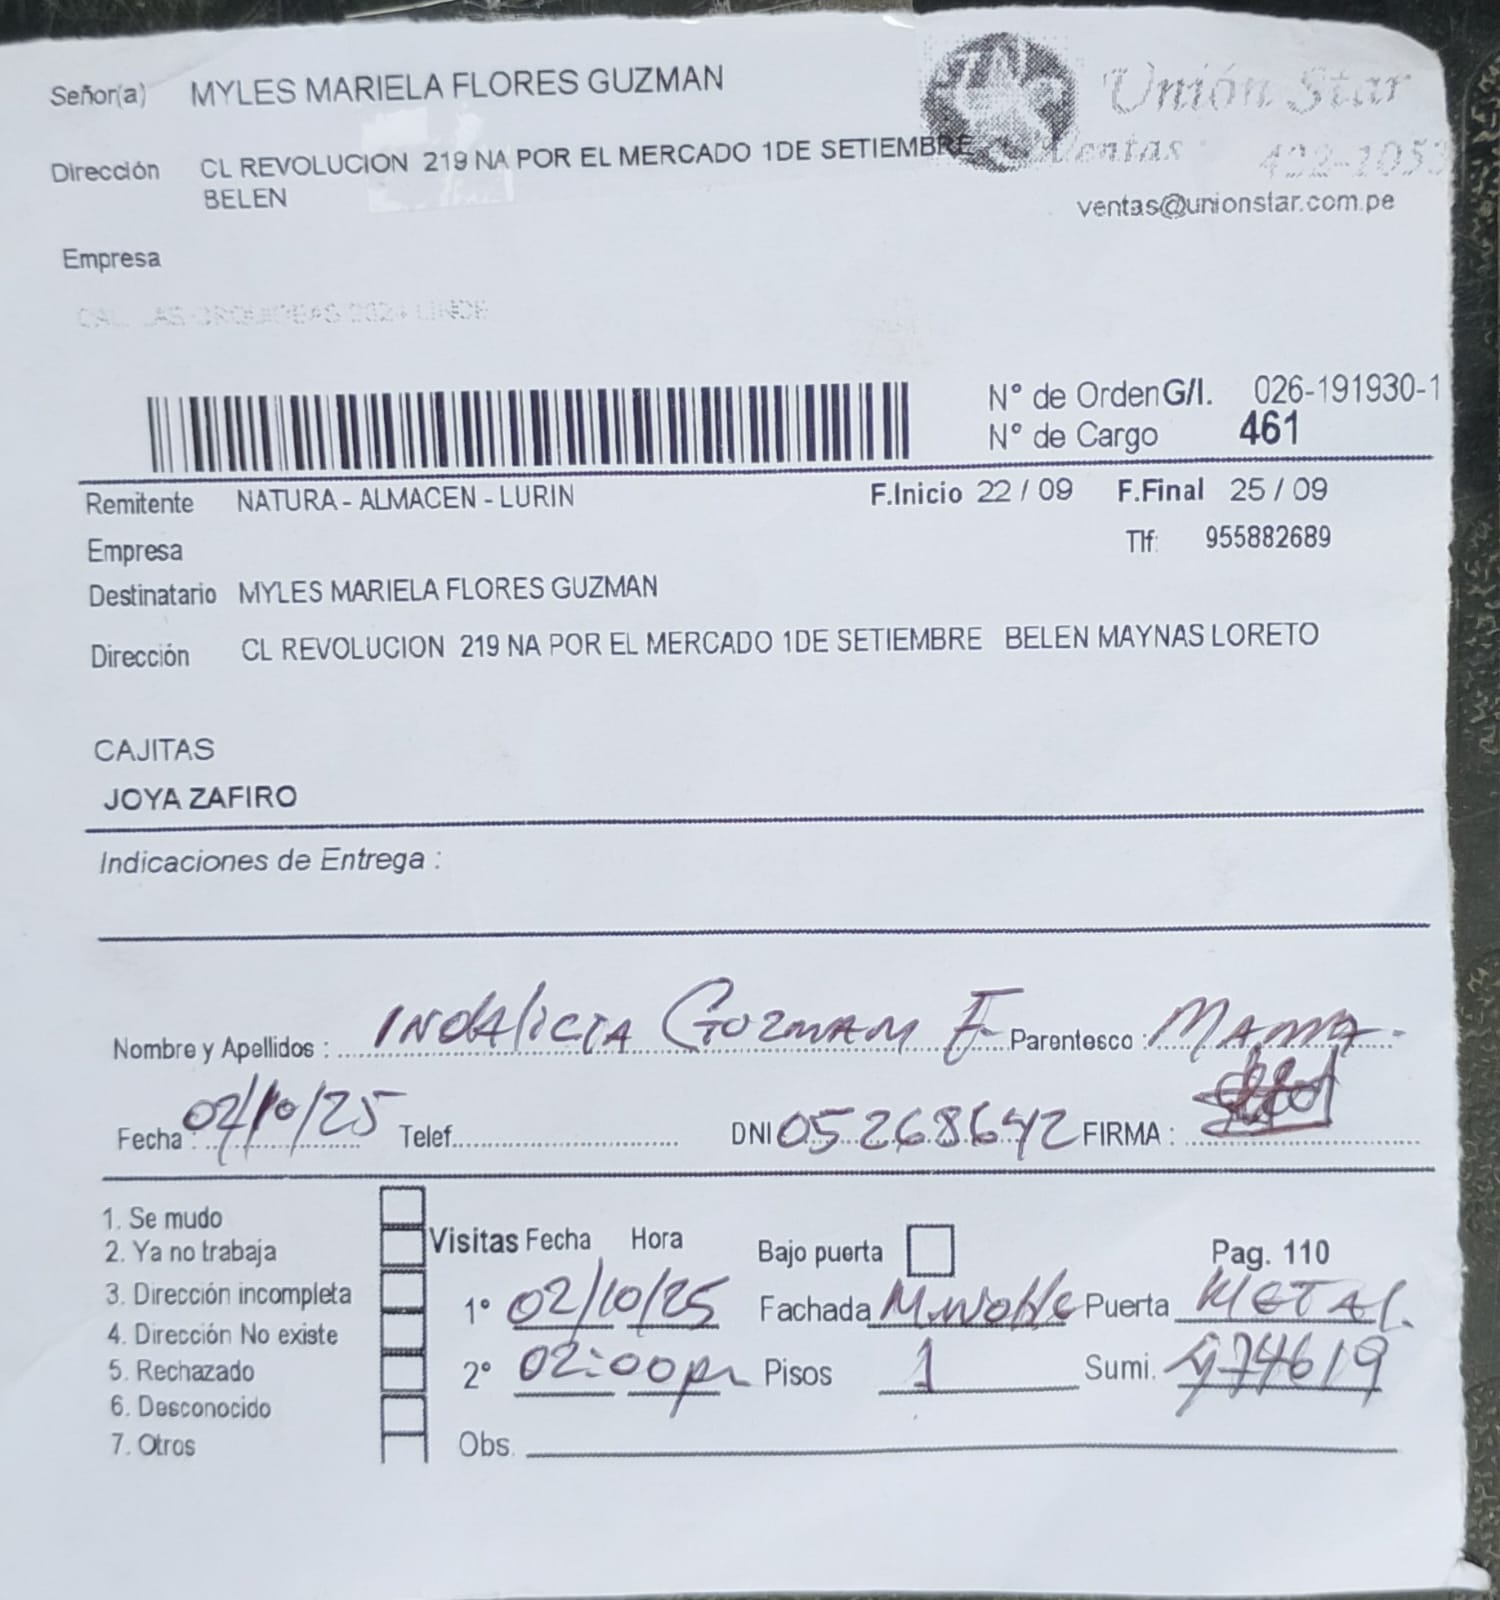 Señor(a) MYLES MARIELA FLORES GUZMAN
Unión Star
Dirección CL REVOLUCION 219 NA POR EL MERCADO 1DE SETIEMBRE
BELEN
Ventas: 422-105
ventas@unionstar.com.pe
Empresa
N° de Orden G/I. 026-191930-1
N° de Cargo 461
Remitente NATURA - ALMACEN - LURIN F.Inicio 22 / 09 F.Final 25 / 09
Empresa Tlf: 955882689
Destinatario MYLES MARIELA FLORES GUZMAN
Dirección CL REVOLUCION 219 NA POR EL MERCADO 1DE SETIEMBRE BELEN MAYNAS LORETO
CAJITAS
JOYA ZAFIRO
Indicaciones de Entrega :
Nombre y Apellidos : INdAlicIA GUZMAM F Parentesco : MAMA
Fecha : 02/10/25 Telef. DNI 05268642 FIRMA :
1. Se mudo
2. Ya no trabaja
3. Dirección incompleta
4. Dirección No existe
5. Rechazado
6. Desconocido
7. Otros
Visitas Fecha Hora Bajo puerta Pag. 110
1° 02/10/25 Fachada M.Noble Puerta METAL.
2° 02:00pm Pisos 1 Sumi.
Obs.